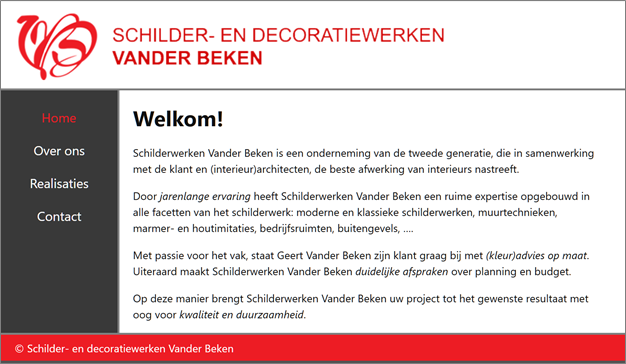 SCHILDER- EN DECORATIEWERKEN
VANDER BEKEN
Home
Over ons
Realisaties
Contact
Welkom!
Schilderwerken Vander Beken is een onderneming van de tweede generatie, die in samenwerking
met de klant en (interieur)architecten, de beste afwerking van interieurs nastreeft.
Door jarenlange ervaring heeft Schilderwerken Vander Beken een ruime expertise opgebouwd in
alle facetten van het schilderwerk: moderne en klassieke schilderwerken, muurtechnieken,
marmer- en houtimitaties, bedrijfsruimten, buitengevels, ....
Met passie voor het vak, staat Geert Vander Beken zijn klant graag bij met (kleur)advies op maat.
Uiteraard maakt Schilderwerken Vander Beken duidelijke afspraken over planning en budget.
Op deze manier brengt Schilderwerken Vander Beken uw project tot het gewenste resultaat met
oog voor kwaliteit en duurzaamheid.
© Schilder- en decoratiewerken Vander Beken